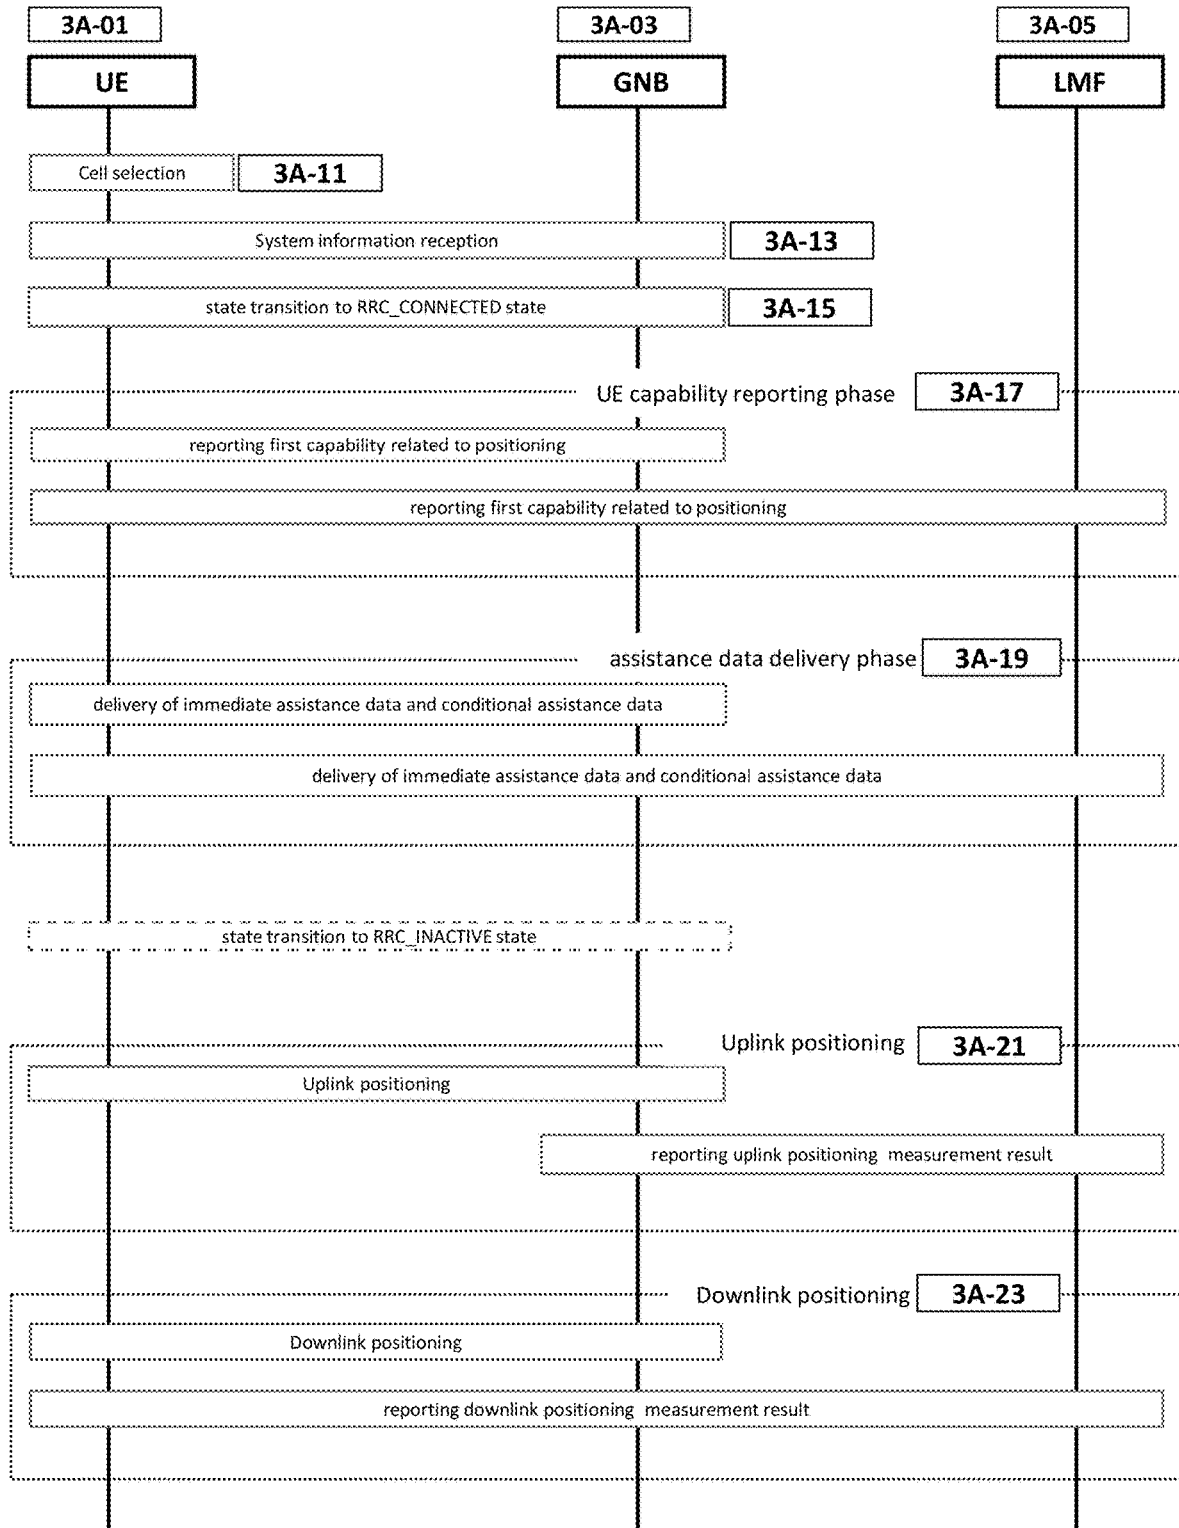 3A-01
3A-03
3A-05
UE
GNB
LMF
Cell selection
3A-11
System information reception
3A-13
state transition to RRC_CONNECTED state
3A-15
UE capability reporting phase
3A-17
reporting first capability related to positioning
reporting first capability related to positioning
assistance data delivery phase
3A-19
delivery of immediate assistance data and conditional assistance data
delivery of immediate assistance data and conditional assistance data
state transition to RRC_INACTIVE state
Uplink positioning
3A-21
Uplink positioning
reporting uplink positioning measurement result
Downlink positioning
3A-23
Downlink positioning
reporting downlink positioning measurement result